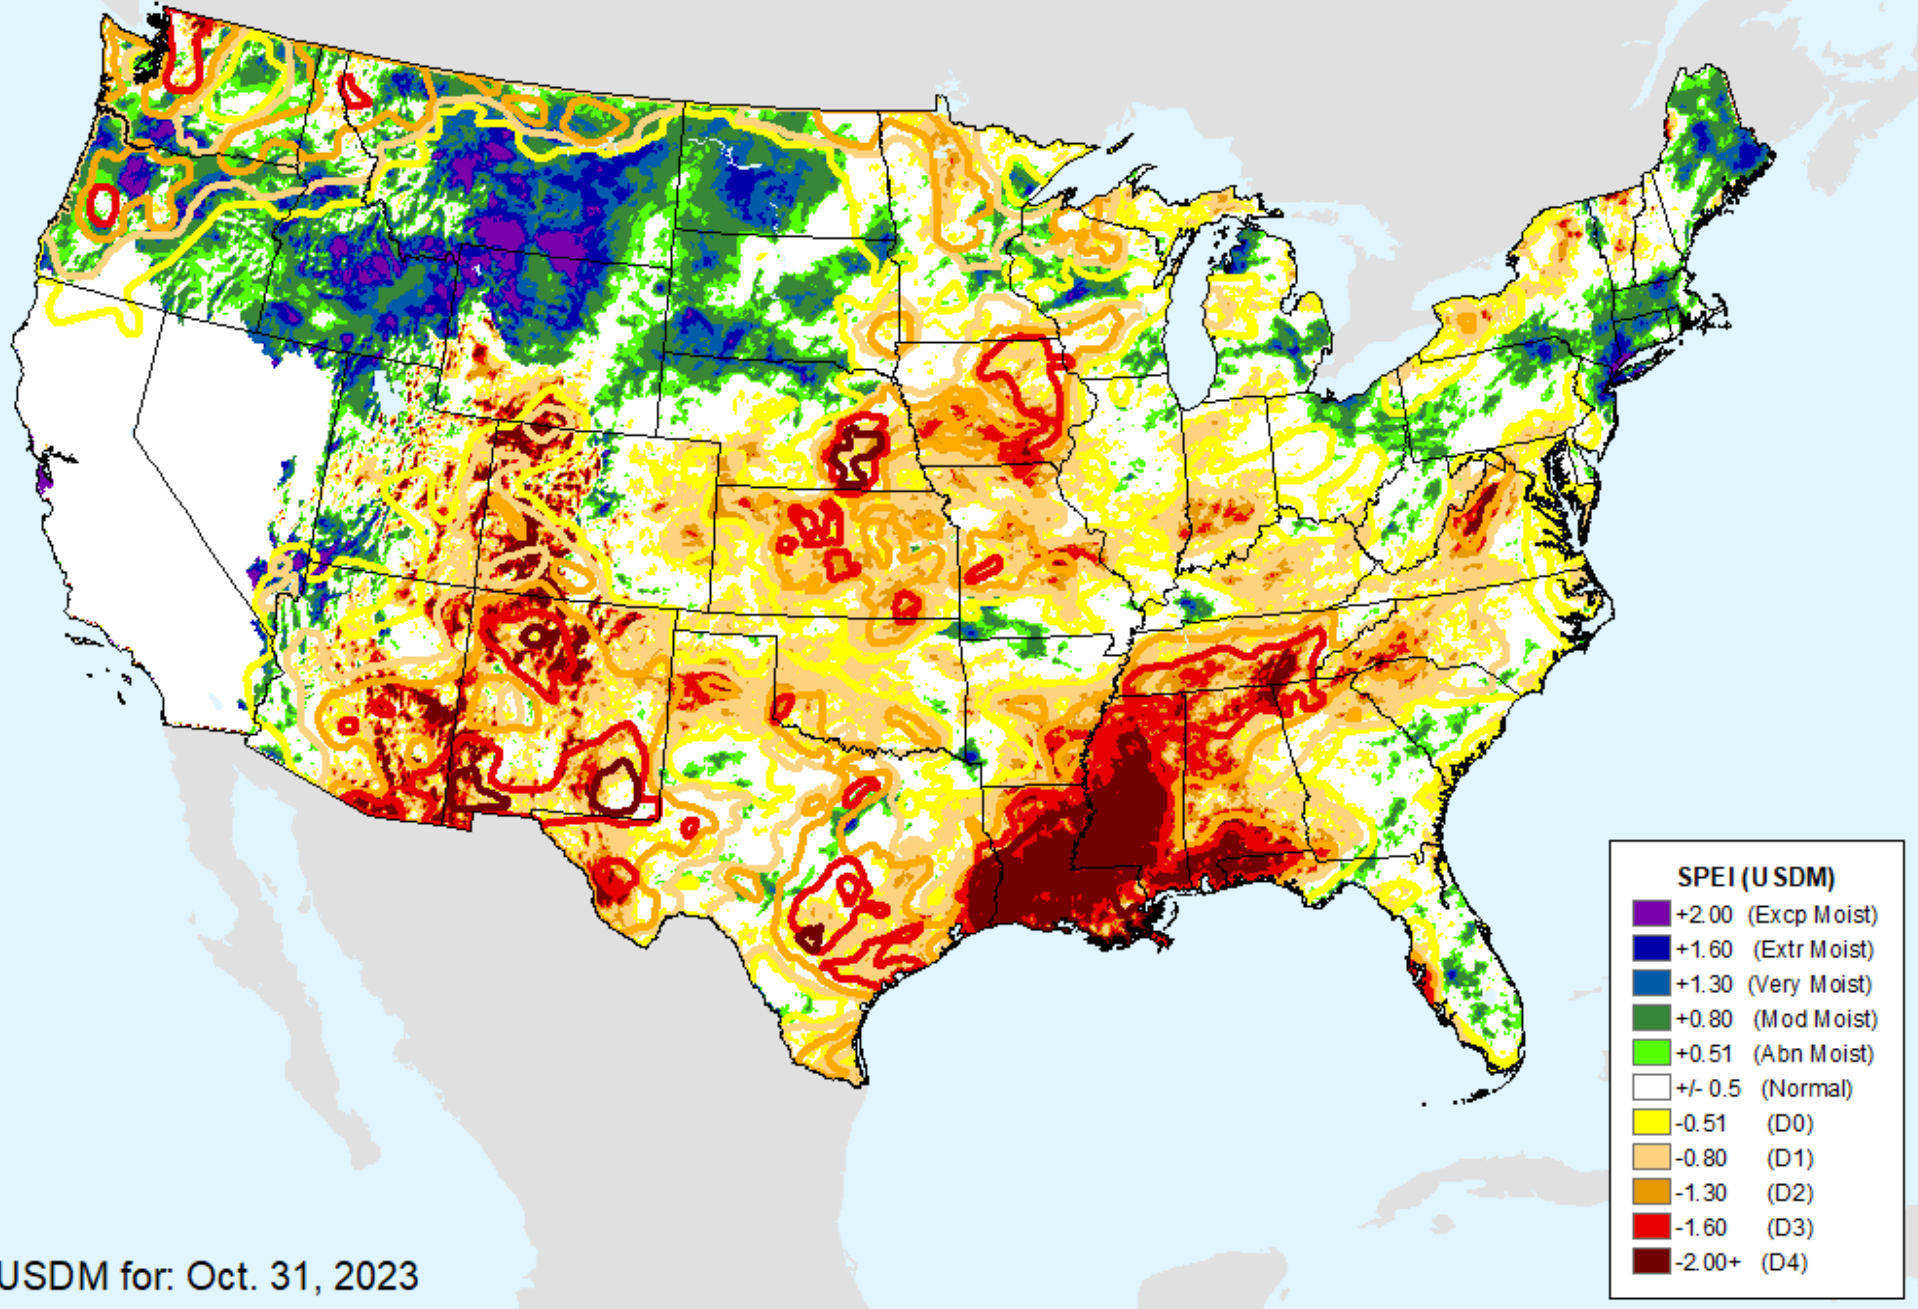 SPEI (USDM)
+2.00 (Excp Moist)
+1.60 (Extr Moist)
+1.30 (Very Moist)
+0.80 (Mod Moist)
+0.51 (Abn Moist)
+/- 0.5 (Normal)
-0.51 (D0)
-0.80 (D1)
-1.30 (D2)
-1.60 (D3)
-2.00+ (D4)
USDM for: Oct. 31, 2023